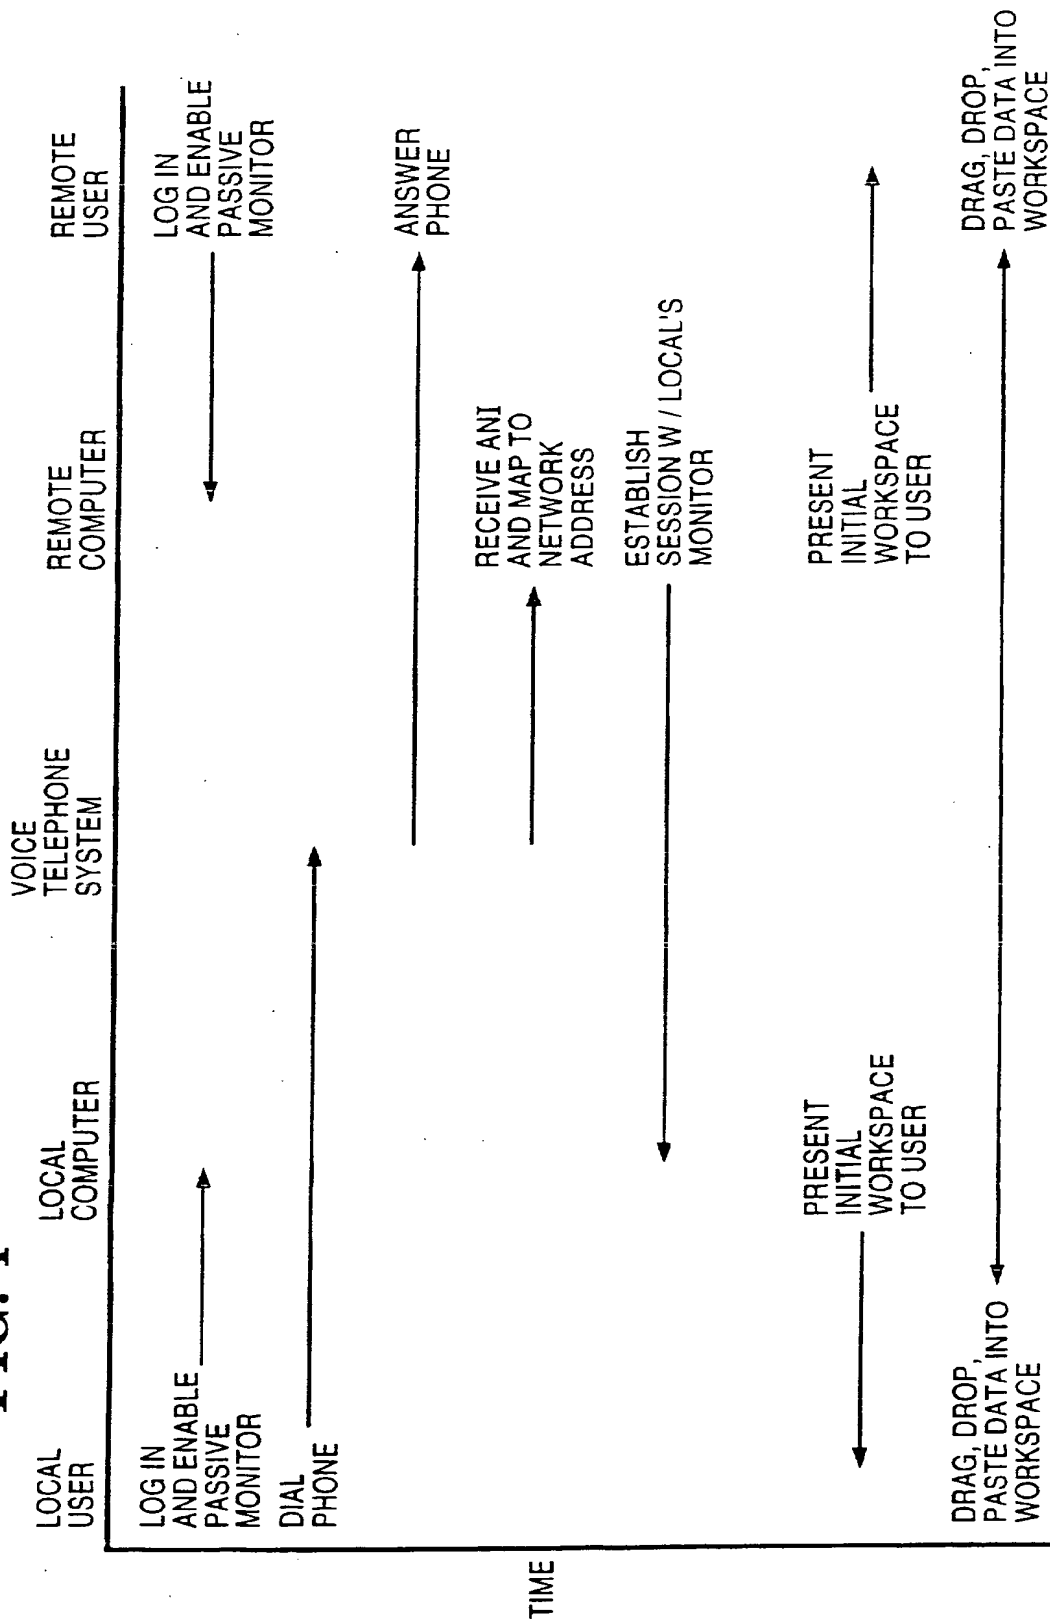 FIG.
LOCAL
USER
LOCAL
COMPUTER
VOICE
TELEPHONE
SYSTEM
REMOTE
COMPUTER
REMOTE
USER
LOG IN
AND ENABLE
PASSIVE
MONITOR
LOG IN
AND ENABLE
PASSIVE
MONITOR
DIAL
PHONE
ANSWER
PHONE
TIME
RECEIVE ANI
AND MAP TO
NETWORK
ADDRESS
ESTABLISH
SESSION W / LOCAL'S
MONITOR
PRESENT
INITIAL
WORKSPACE
TO USER
PRESENT
INITIAL
WORKSPACE
TO USER
DRAG, DROP,
PASTE DATA INTO
WORKSPACE
DRAG, DROP,
PASTE DATA INTO
WORKSPACE